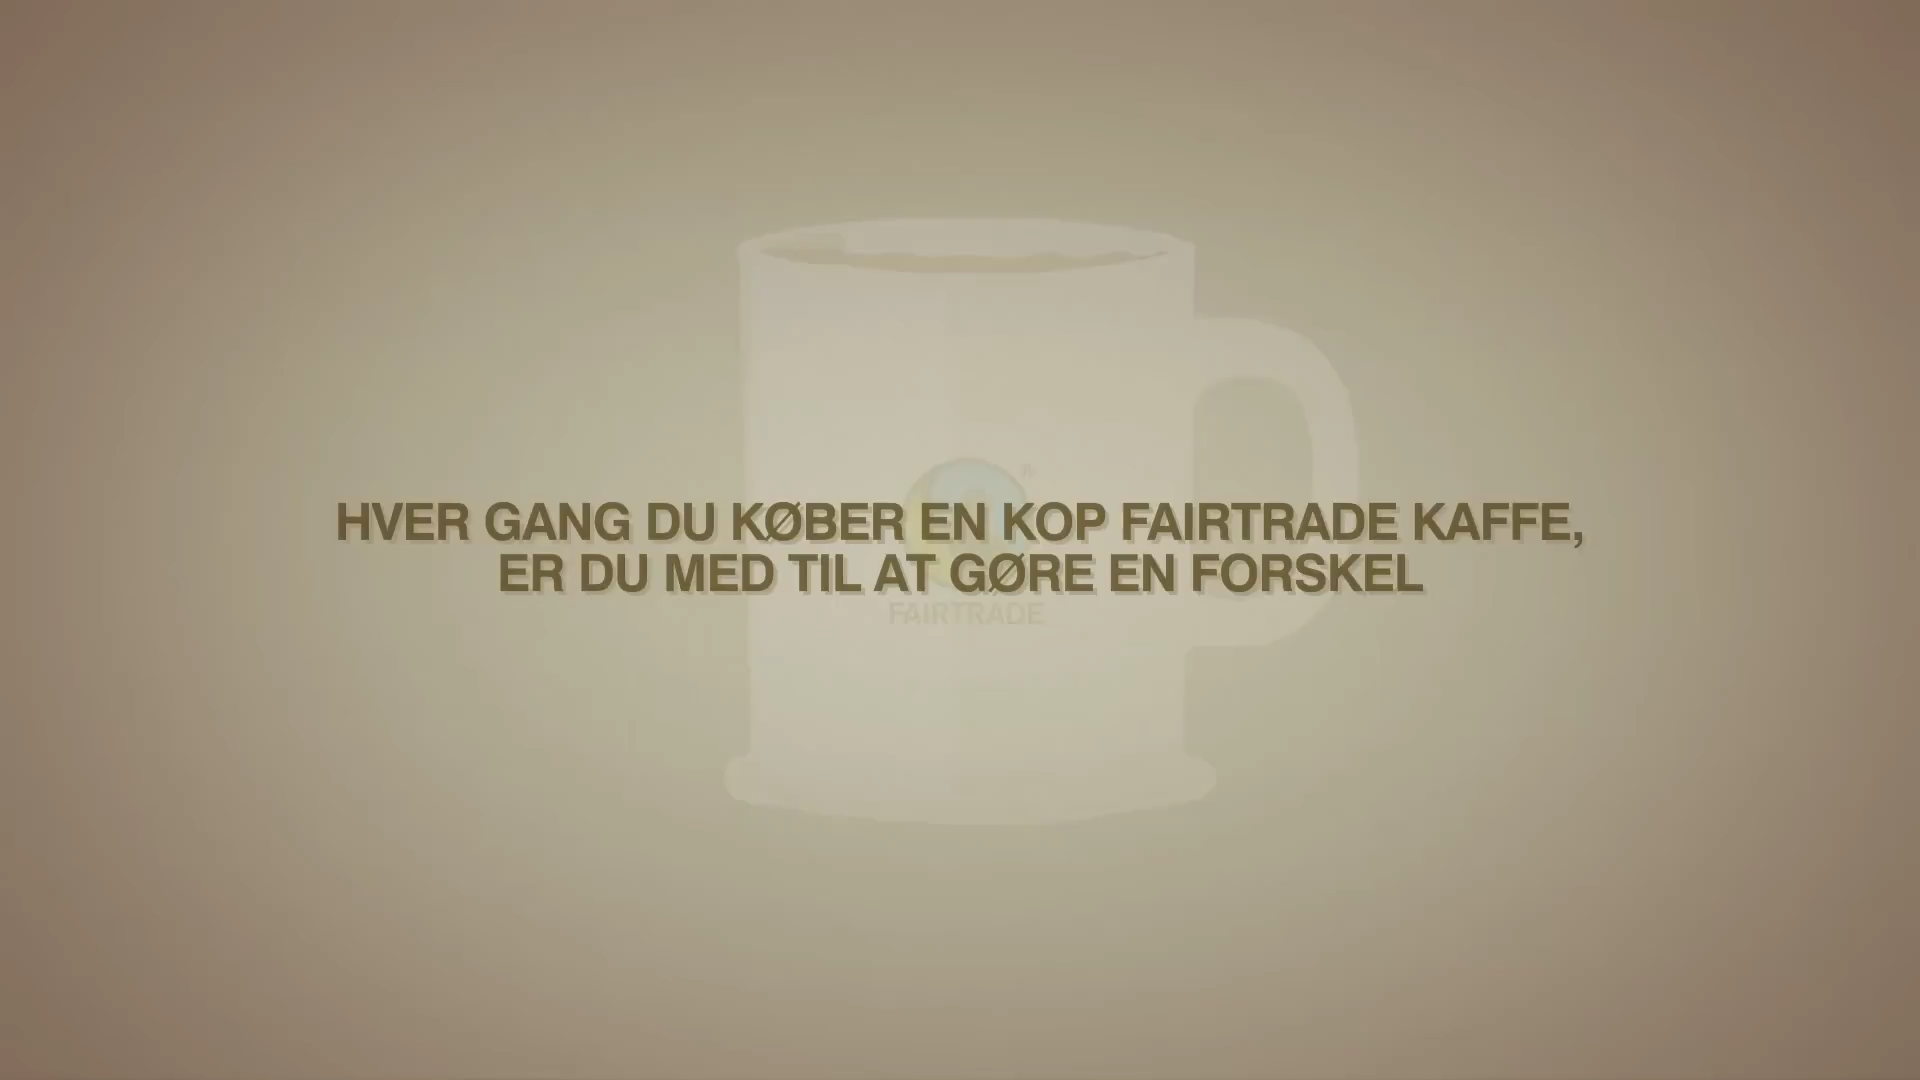 HVER GANG DU KØBER EN KOP FAIRTRADE KAFFE,
ER DU MED TIL AT GØRE EN FORSKEL
FAIRTRADE